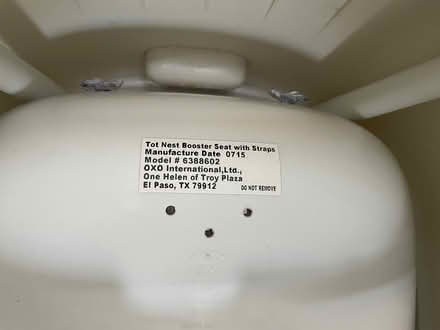 Tot Nest Booster Seat with Straps
Manufacture Date 0715
Model # 6388602
OXO International,Ltd.,
One Helen of Troy Plaza
El Paso, TX 79912
DO NOT REMOVE